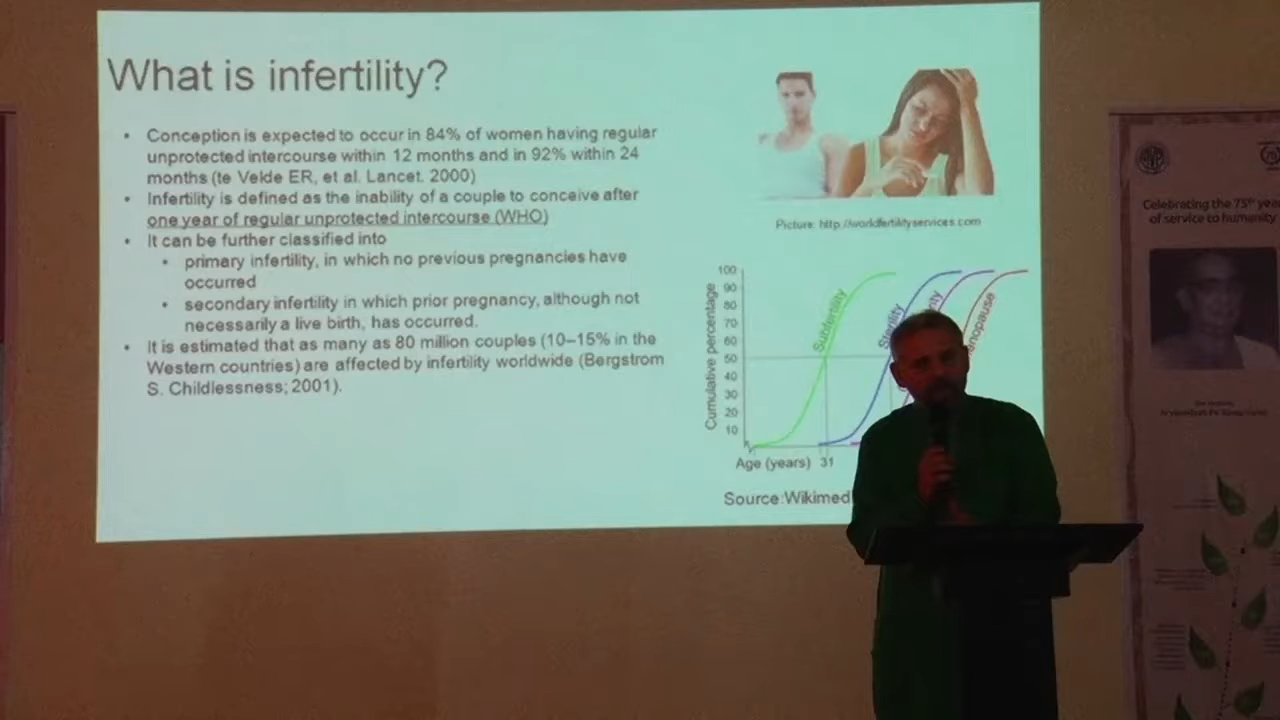 What is infertility?
• Conception is expected to occur in 84% of women having regular
unprotected intercourse within 12 months and in 92% within 24
months (te Velde ER, et al. Lancet. 2000)
• Infertility is defined as the inability of a couple to conceive after
one year of regular unprotected intercourse (WHO)
• It can be further classified into
• primary infertility, in which no previous pregnancies have
occurred
• secondary infertility in which prior pregnancy, although not
necessarily a live birth, has occurred.
• It is estimated that as many as 80 million couples (10–15% in the
Western countries) are affected by infertility worldwide (Bergstrom
S. Childlessness; 2001).
Picture: http://worldfertilityservices.com
Cumulative percentage
100
90
80
70
60
50
40
30
20
10
Subfertility
Age (years) 31
Source:Wikimed
Celebrating the 75th year
of service to humanity